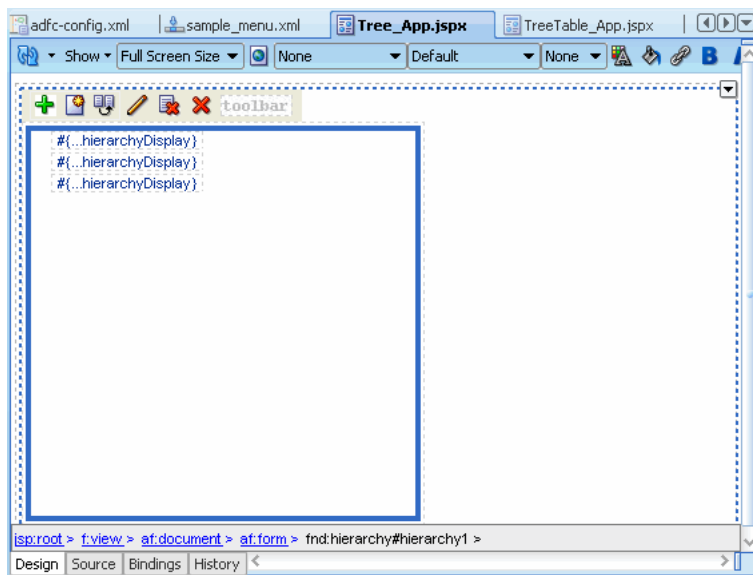 adfc-config.xml sample_menu.xml Tree_App.jspx TreeTable_App.jspx
Show Full Screen Size None Default None B
toolbar
#{...hierarchyDisplay}
#{...hierarchyDisplay}
#{...hierarchyDisplay}
jsp:root > f:view > af:document > af:form > fnd:hierarchy#hierarchy1 >
Design Source Bindings History